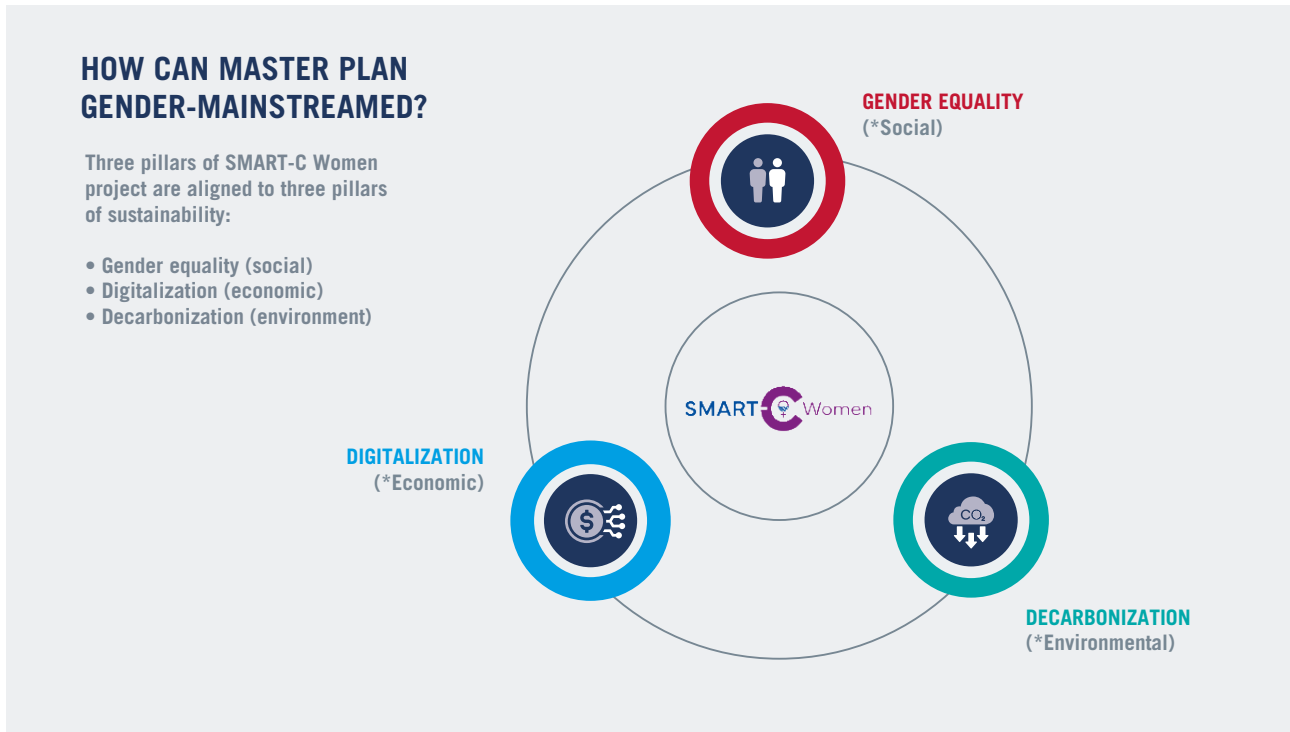 HOW CAN MASTER PLAN
GENDER-MAINSTREAMED?
Three pillars of SMART-C Women
project are aligned to three pillars
of sustainability:
• Gender equality (social)
• Digitalization (economic)
• Decarbonization (environment)
GENDER EQUALITY
(*Social)
SMART-C Women
DIGITALIZATION
(*Economic)
$
CO₂
DECARBONIZATION
(*Environmental)